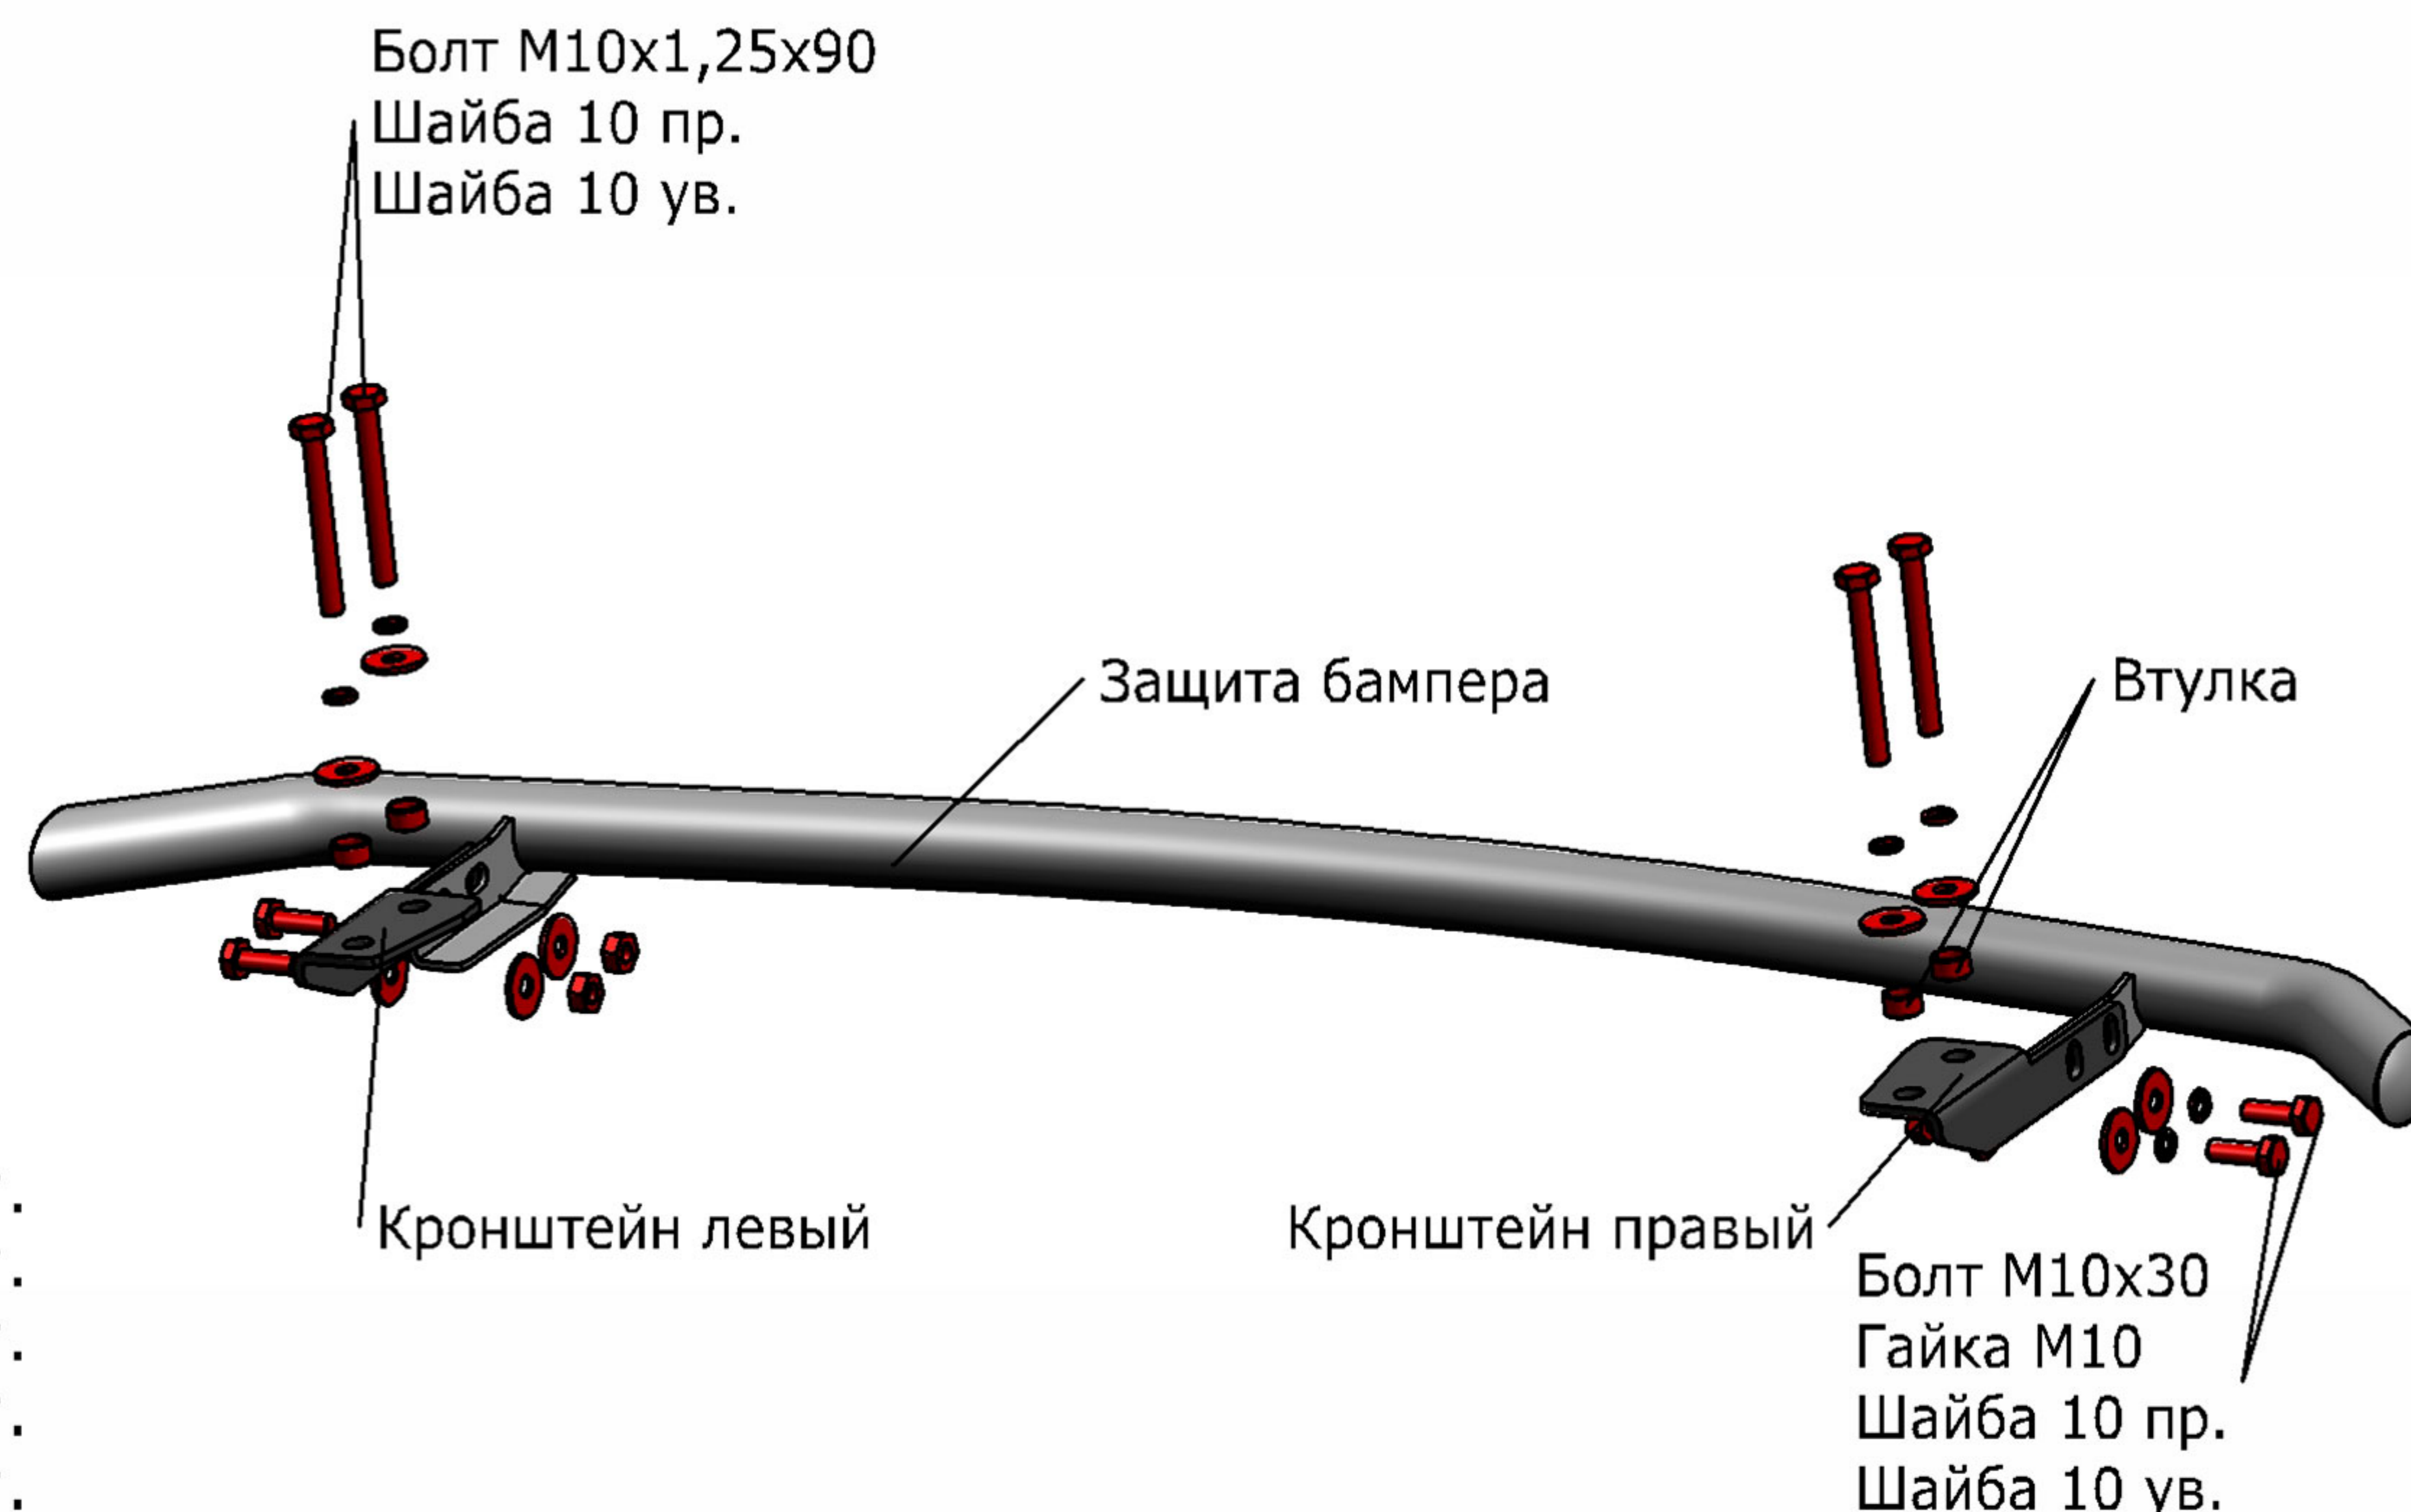 Болт М10х1,25х90
Шайба 10 пр.
Шайба 10 ув.
Защита бампера
Втулка
Кронштейн левый
Кронштейн правый
Болт М10х30
Гайка М10
Шайба 10 пр.
Шайба 10 ув.